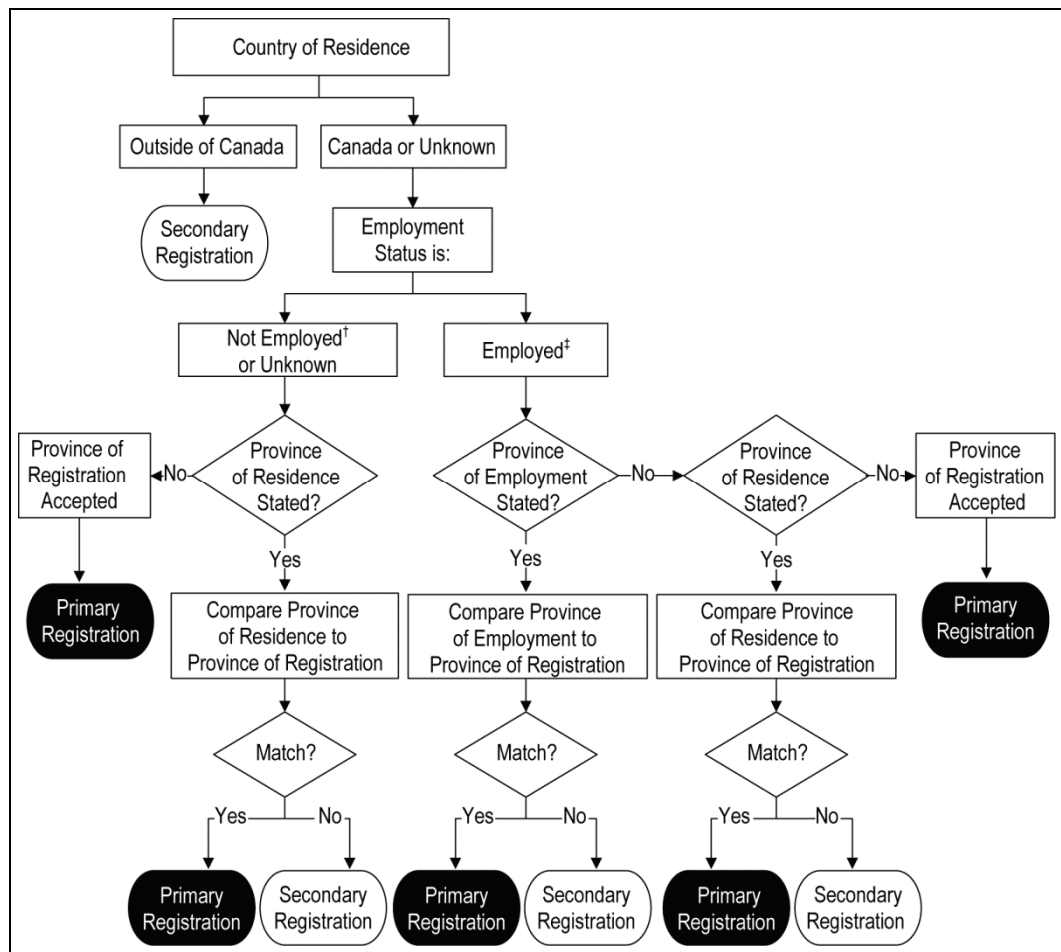 Country of Residence
Outside of Canada
Canada or Unknown
Secondary
Registration
Employment
Status is:
Not Employed†
or Unknown
Employed‡
Province of
Registration
Accepted
No
Province
of Residence
Stated?
Province
of Employment
Stated?
No
Province
of Residence
Stated?
No
Province
of Registration
Accepted
Yes
Yes
Yes
Primary
Registration
Compare Province
of Residence to
Province of Registration
Compare Province
of Employment to
Province of Registration
Compare Province
of Residence to
Province of Registration
Primary
Registration
Match?
Match?
Match?
Yes
No
Yes
No
Yes
No
Primary
Registration
Secondary
Registration
Primary
Registration
Secondary
Registration
Primary
Registration
Secondary
Registration